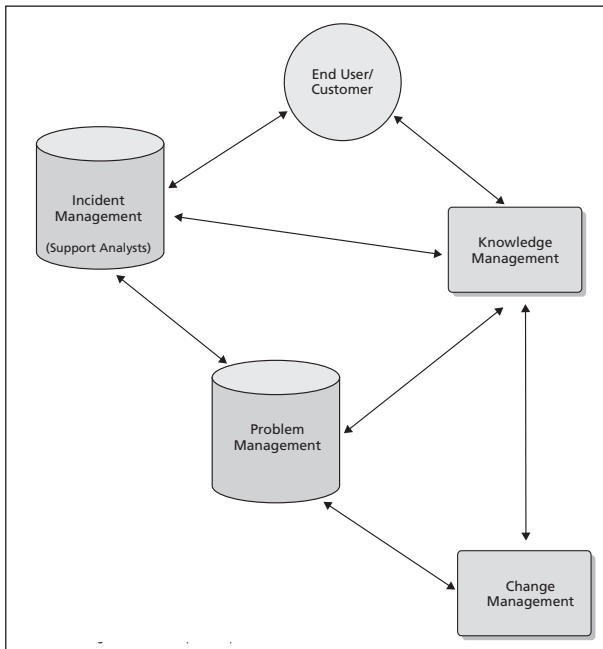 End User/
Customer
Incident
Management
(Support Analysts)
Knowledge
Management
Problem
Management
Change
Management